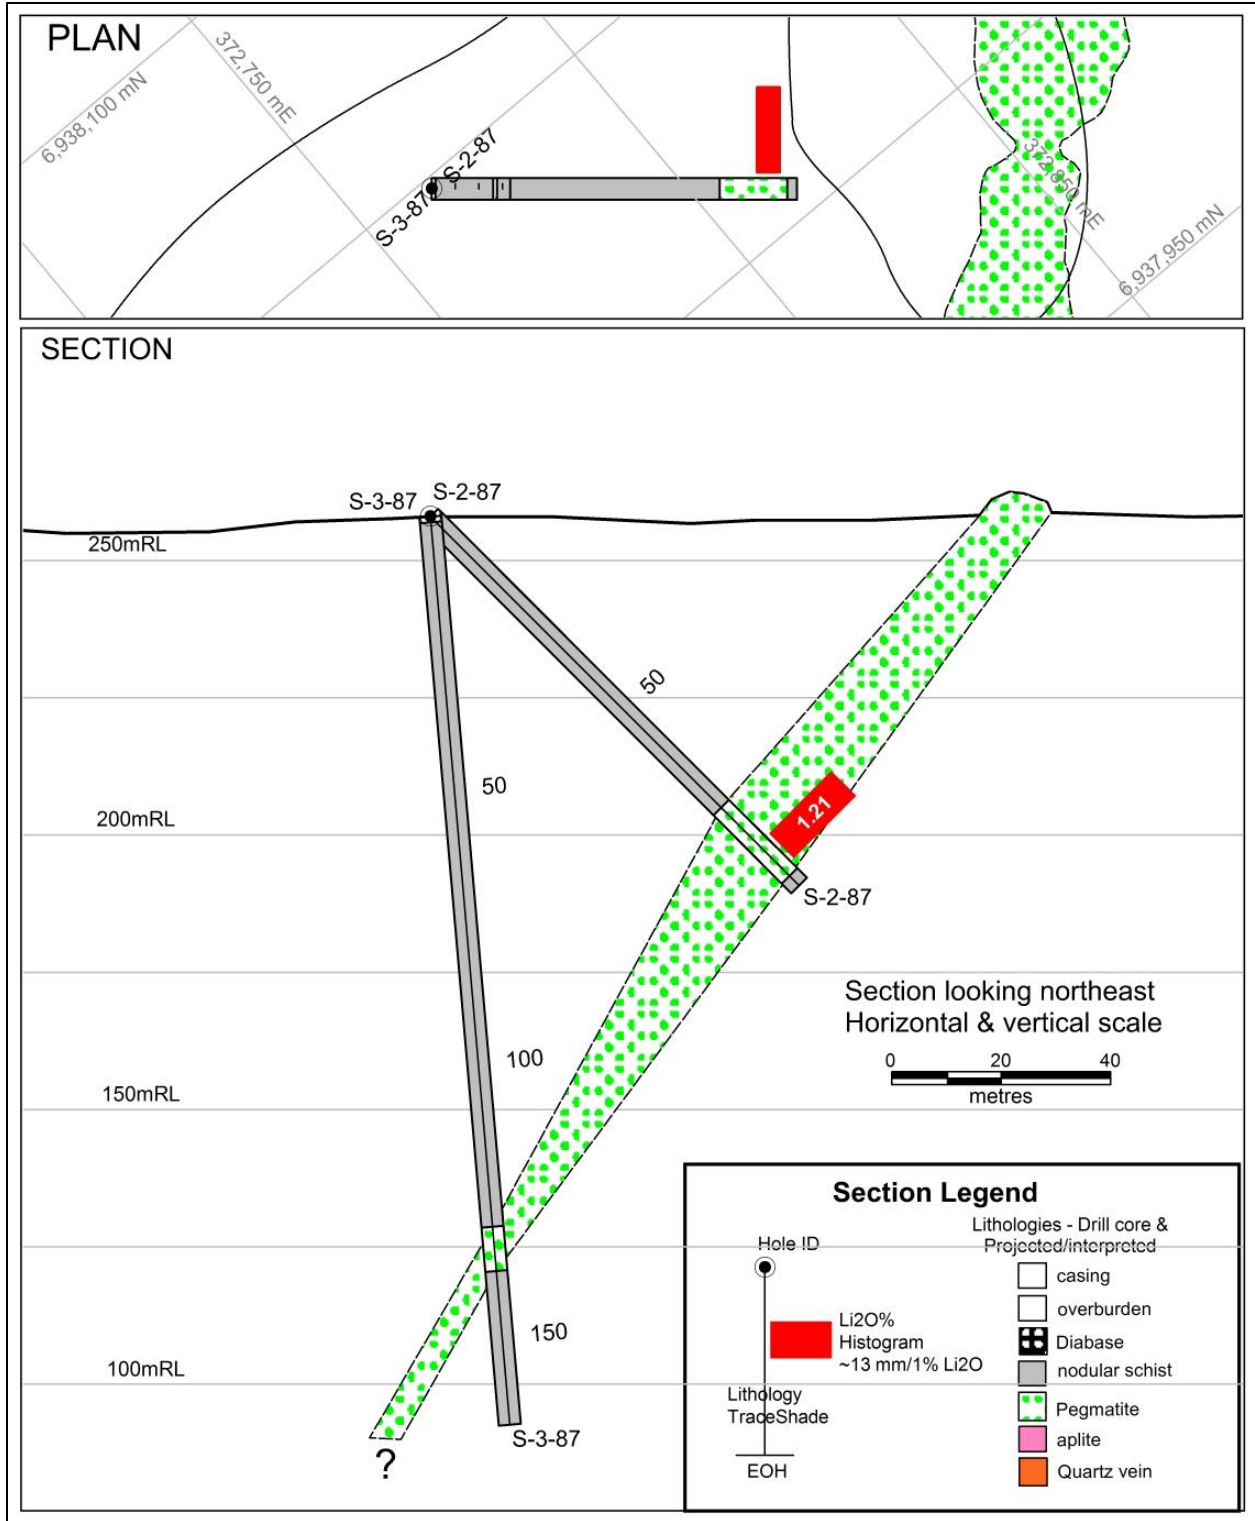 PLAN
6,938,100 mN
372,750 mE
S-2-87
S-3-87
372,850 mE
6,937,950 mN
SECTION
S-3-87
S-2-87
250mRL
50
50
200mRL
1.21
S-2-87
Section looking northeast
Horizontal & vertical scale
0 20 40
metres
100
150mRL
150
100mRL
S-3-87
?
Section Legend
Hole ID
Li2O%
Histogram
~13 mm/1% Li2O
Lithology
TraceShade
EOH
Lithologies - Drill core &
Projected/interpreted
casing
overburden
Diabase
nodular schist
Pegmatite
aplite
Quartz vein